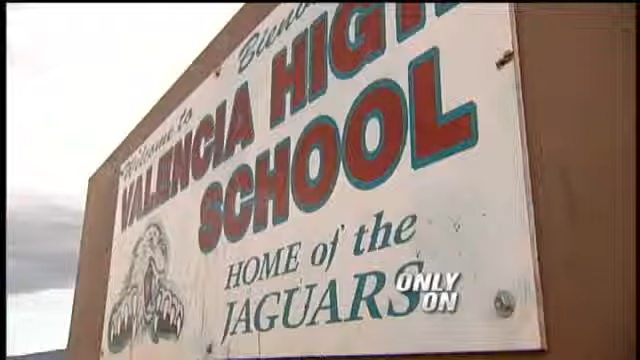 Welcome to
VALENCIA HIGH
SCHOOL
HOME of the
JAGUARS
ONLY
ON